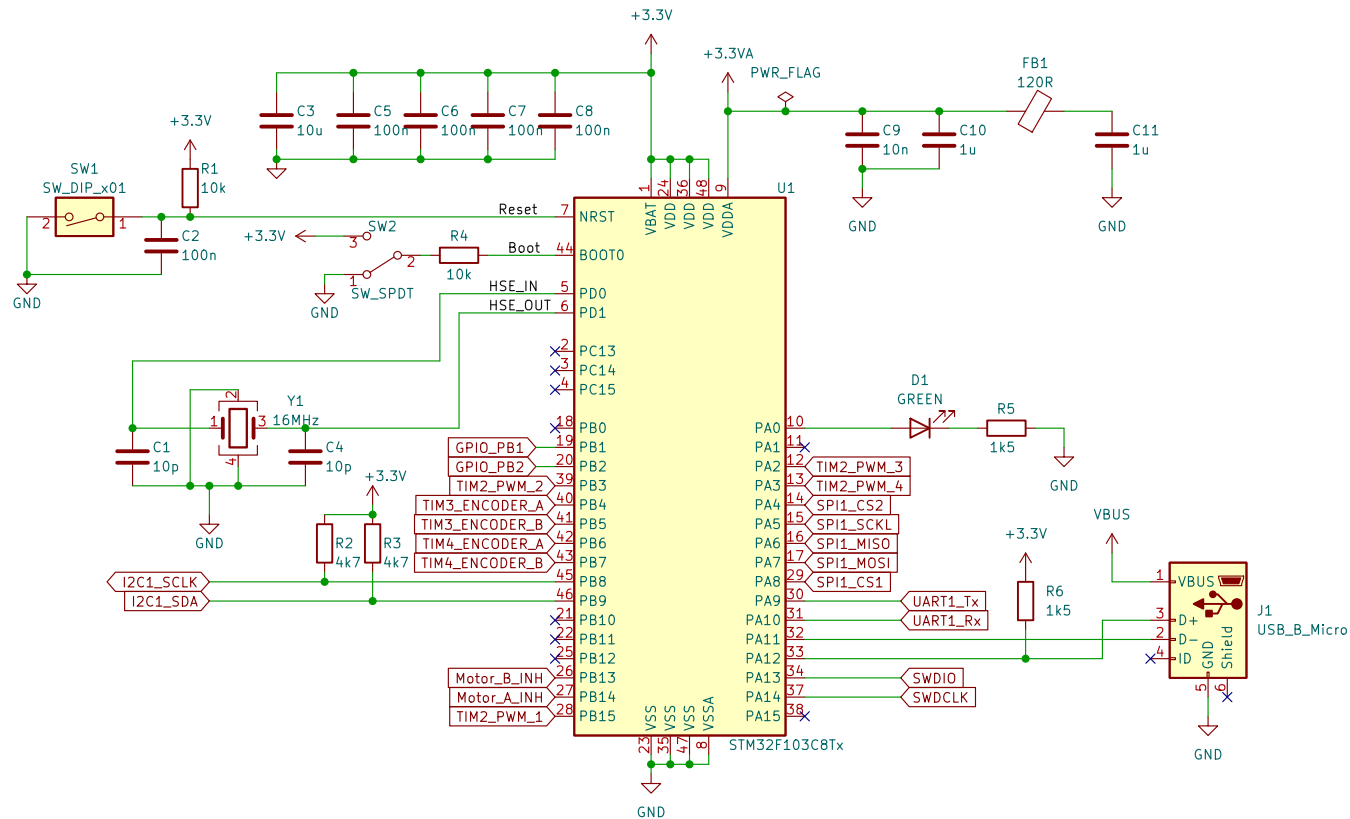 +3.3V
+3.3VA
PWR_FLAG
FB1
120R
C3
10u
C5
100n
C6
100n
C7
100n
C8
100n
C9
10n
C10
1u
C11
1u
GND
GND
+3.3V
R1
10k
SW1
SW_DIP_x01
2
1
C2
100n
GND
+3.3V
SW2
3
2
1
SW_SPDT
GND
R4
10k
Reset
Boot
HSE_IN
HSE_OUT
U1
1
24
36
48
9
VBAT
VDD
VDD
VDD
VDDA
7 NRST
44 BOOT0
5 PD0
6 PD1
2 PC13
3 PC14
4 PC15
18 PB0
GPIO_PB1 19 PB1
GPIO_PB2 20 PB2
TIM2_PWM_2 39 PB3
TIM3_ENCODER_A 40 PB4
TIM3_ENCODER_B 41 PB5
TIM4_ENCODER_A 42 PB6
TIM4_ENCODER_B 43 PB7
I2C1_SCLK 45 PB8
I2C1_SDA 46 PB9
21 PB10
22 PB11
25 PB12
Motor_B_INH 26 PB13
Motor_A_INH 27 PB14
TIM2_PWM_1 28 PB15
Y1
16MHz
1
2
3
4
C1
10p
C4
10p
GND
+3.3V
R2
4k7
R3
4k7
PA0 10
PA1 11
PA2 12 TIM2_PWM_3
PA3 13 TIM2_PWM_4
PA4 14 SPI1_CS2
PA5 15 SPI1_SCKL
PA6 16 SPI1_MISO
PA7 17 SPI1_MOSI
PA8 29 SPI1_CS1
PA9 30 UART1_Tx
PA10 31 UART1_Rx
PA11 32
PA12 33
PA13 34 SWDIO
PA14 37 SWDCLK
PA15 38
VSS
VSS
VSS
VSSA
23
35
47
8
STM32F103C8Tx
GND
D1
GREEN
R5
1k5
GND
+3.3V
R6
1k5
VBUS
1 VBUS
3 D+
2 D-
4 ID
GND
Shield
5
6
J1
USB_B_Micro
GND